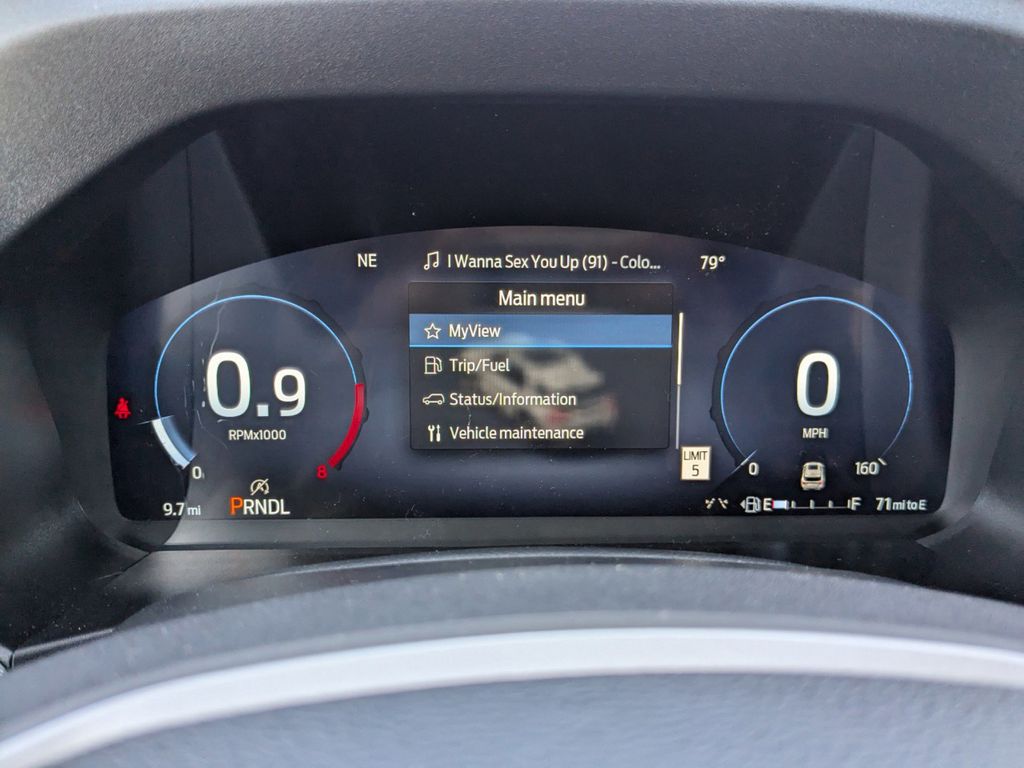 NE
I Wanna Sex You Up (91) - Colo...
79°
Main menu
MyView
Trip/Fuel
Status/Information
Vehicle maintenance
0.9
RPMx1000
0
8
PRNDL
9.7 mi
0
MPH
0
160
LIMIT
5
E
F
71 mi to E